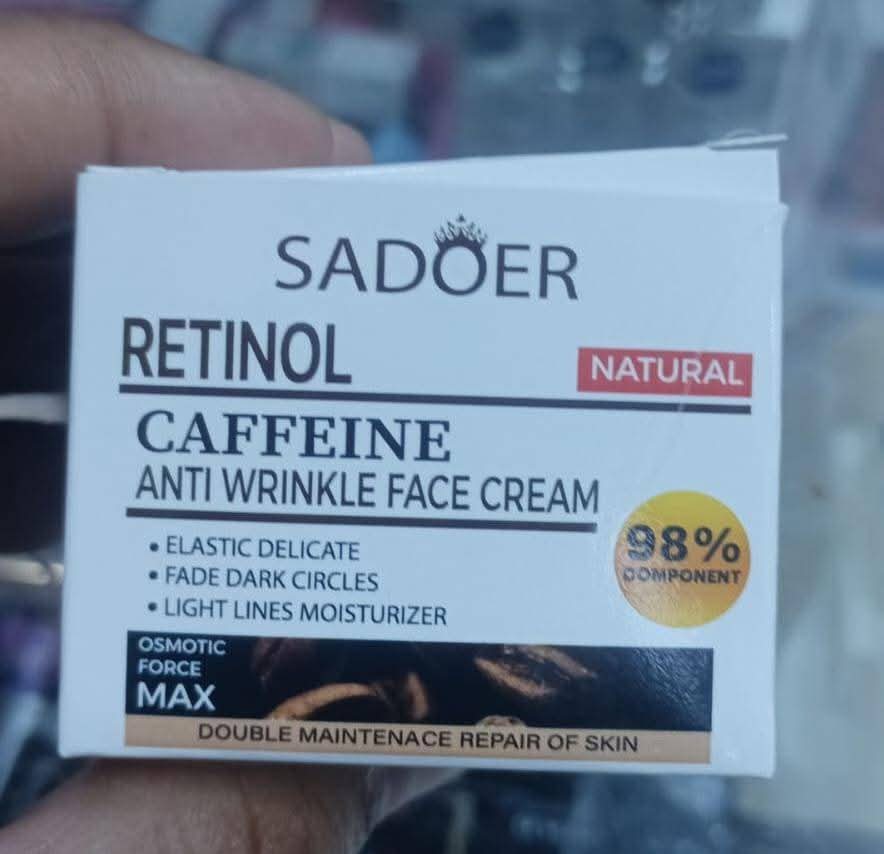 SADOER
RETINOL
NATURAL
CAFFEINE
ANTI WRINKLE FACE CREAM
• ELASTIC DELICATE
• FADE DARK CIRCLES
• LIGHT LINES MOISTURIZER
98%
COMPONENT
OSMOTIC
FORCE
MAX
DOUBLE MAINTENACE REPAIR OF SKIN